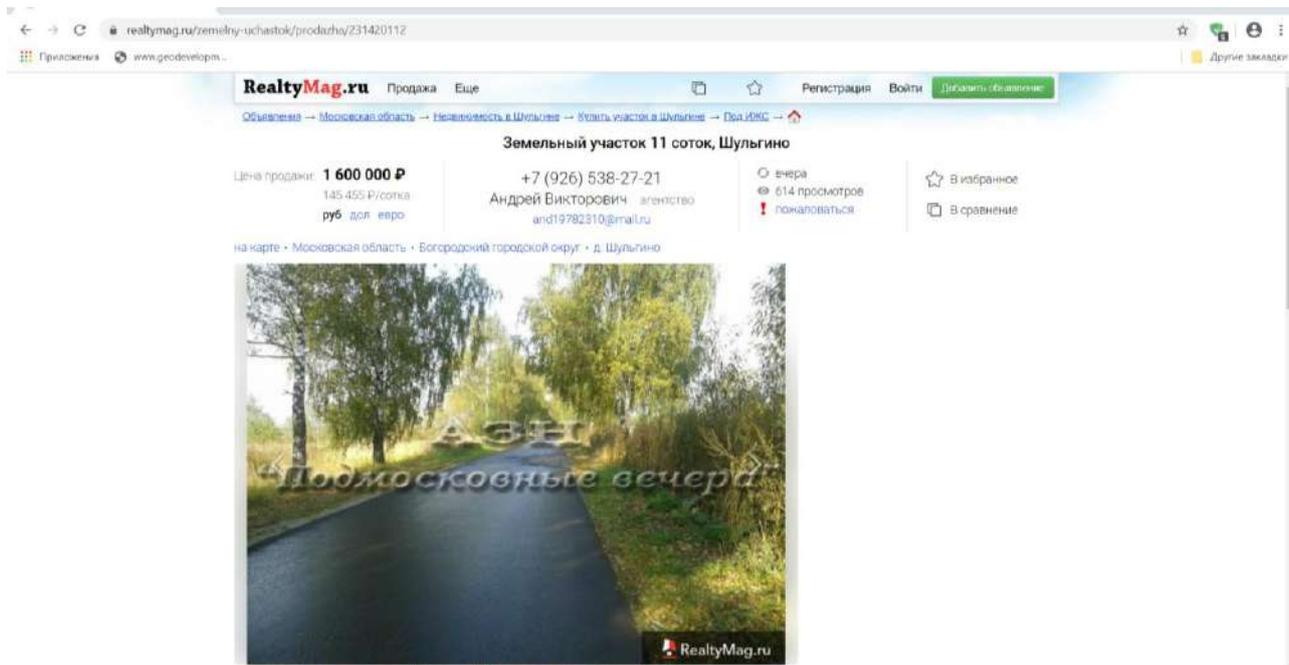 realtymag.ru/zemelny-uchastok/prodazha/231420112
Приложения www.geodevelopm...
Другие закладки
RealtyMag.ru Продажа Еще Регистрация Войти Добавить объявление
Объявления → Московская область → Недвижимость в Шульгине → Купить участок в Шульгине → Под ИЖС →
Земельный участок 11 соток, Шульгино
Цена продажи: 1 600 000 ₽
145 455 ₽/сотка
руб дол евро
+7 (926) 538-27-21
Андрей Викторович агентство
and19782310@mail.ru
вчера
614 просмотров
пожаловаться
В избранное
В сравнение
на карте • Московская область • Богородский городской округ • д. Шульгино
АЗН
"Подмосковные вечера"
RealtyMag.ru